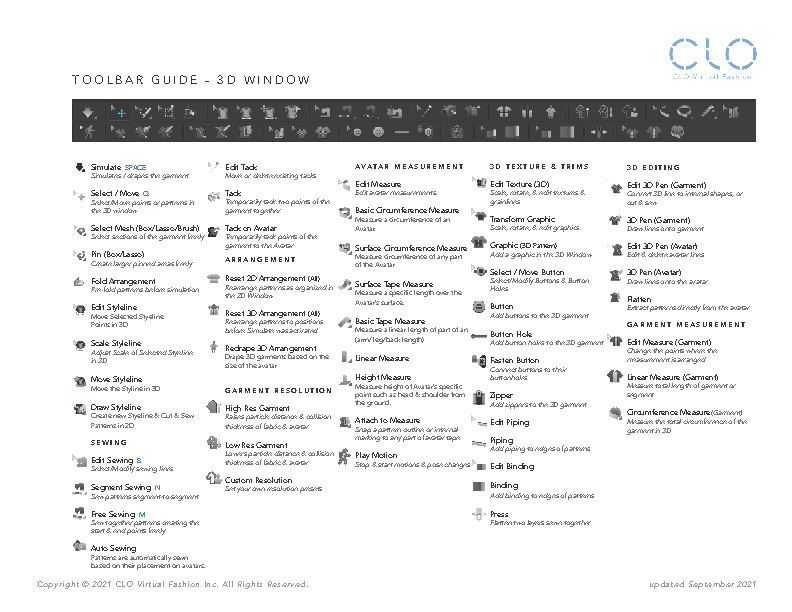 CLO
CLO Virtual Fashion
TOOLBAR GUIDE - 3D WINDOW
Simulate SPACE
Simulates / drapes the garment
Select / Move Q
Select/Move points or patterns in
the 3D window
Select Mesh (Box/Lasso/Brush)
Select sections of the garment freely
Pin (Box/Lasso)
Create larger pinned areas freely
Fold Arrangement
Pre-fold patterns before simulation
Edit Styleline
Move Selected Styleline
Points in 3D
Scale Styleline
Adjust Scale of Selected Styleline
in 3D
Move Styleline
Move the Styleline in 3D
Draw Styleline
Create new Styleline & Cut & Sew
Patterns in 2D
SEWING
Edit Sewing B
Select/Modify sewing lines
Segment Sewing N
Sew patterns segment to segment
Free Sewing M
Sew together patterns creating the
start & end points freely
Auto Sewing
Patterns are automatically sewn
based on their placement on avatars.
Edit Tack
Move or delete existing tacks
Tack
Temporarily tack two points of the
garment together
Tack on Avatar
Temporarily tack points of the
garment to the Avatar
ARRANGEMENT
Reset 2D Arrangement (All)
Rearrange patterns as organized in
the 2D Window
Reset 3D Arrangement (All)
Rearrange patterns to positions
before Simulate was activated
Redrape 3D Arrangement
Drape 3D garments based on the
size of the avatar
GARMENT RESOLUTION
High Res Garment
Raises particle distance & collision
thickness of fabric & avatar
Low Res Garment
Lowers particle distance & collision
thickness of fabric & avatar
Custom Resolution
Set your own resolution presets
AVATAR MEASUREMENT
Edit Measure
Edit avatar measurements.
Basic Circumference Measure
Measure a circumference of an
Avatar
Surface Circumference Measure
Measure circumference of any part
of the Avatar
Surface Tape Measure
Measure a specific length over the
Avatar's surface.
Basic Tape Measure
Measure a linear length of part of an
(arm/leg/back length)
Linear Measure
Height Measure
Measure height of Avatar's specific
point such as head & shoulder from
the ground.
Attach to Measure
Snap a pattern outline or internal
marking to any part of avatar tape
Play Motion
Stop & start motions & pose changes
3D TEXTURE & TRIMS
Edit Texture (3D)
Scale, rotate, & edit textures &
grainlines
Transform Graphic
Scale, rotate, & edit graphics
Graphic (3D Pattern)
Add a graphic in the 3D Window
Select / Move Button
Select/Modify Buttons & Button
Holes
Button
Add buttons to the 3D garment
Button Hole
Add button holes to the 3D garment
Fasten Button
Connect buttons to their
buttonholes
Zipper
Add zippers to the 3D garment
Edit Piping
Piping
Add piping to edges of patterns
Edit Binding
Binding
Add binding to edges of patterns
Press
Flatten two layers sewn together
3D EDITING
Edit 3D Pen (Garment)
Convert 3D line to internal shapes, or
cut & sew
3D Pen (Garment)
Draw lines onto garment
Edit 3D Pen (Avatar)
Edit & delete avatar lines
3D Pen (Avatar)
Draw lines onto the avatar
Flatten
Extract patterns directly from the avatar
GARMENT MEASUREMENT
Edit Measure (Garment)
Change the points where the
measurement is arranged
Linear Measure (Garment)
Measure total length of garment or
segment
Circumference Measure (Garment)
Measure the total circumference of the
garment in 3D
Copyright © 2021 CLO Virtual Fashion Inc. All Rights Reserved.
updated September 2021